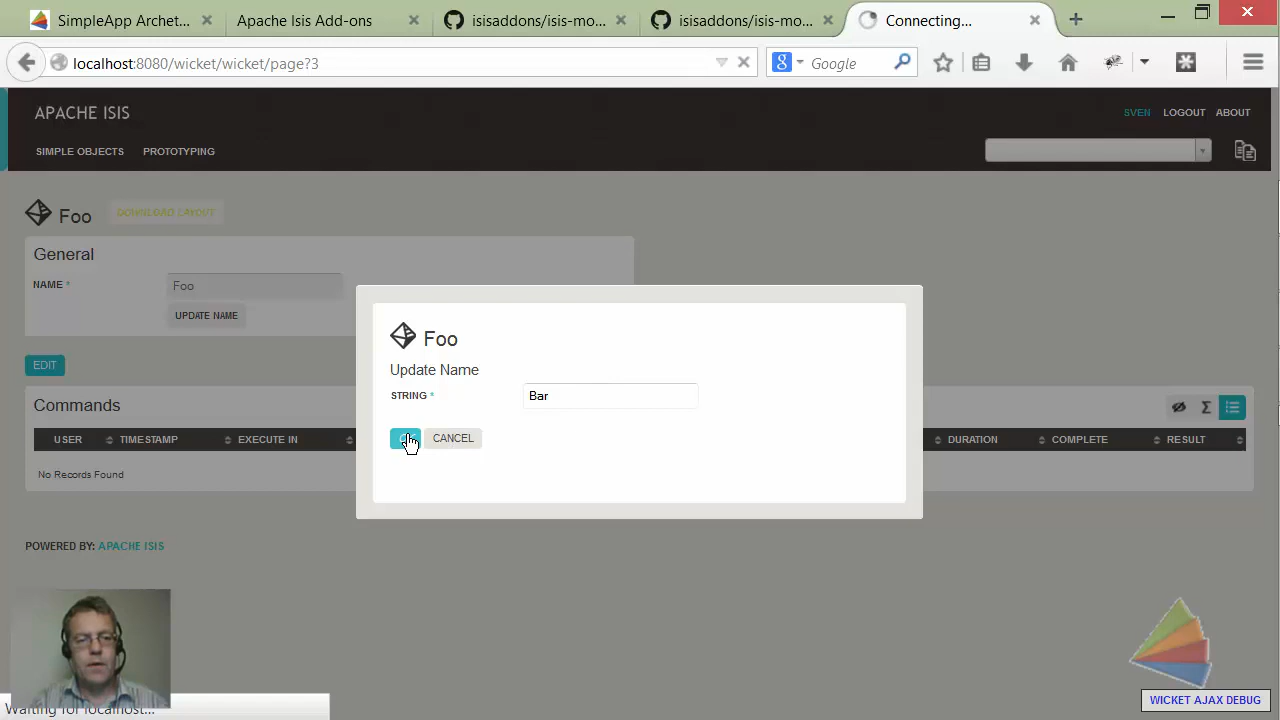 SimpleApp Archet...
Apache Isis Add-ons
isisaddons/isis-mo...
isisaddons/isis-mo...
Connecting...
localhost:8080/wicket/wicket/page?3
Google
APACHE ISIS
SVEN
LOGOUT
ABOUT
SIMPLE OBJECTS
PROTOTYPING
Foo
DOWNLOAD LAYOUT
General
NAME *
Foo
UPDATE NAME
EDIT
Foo
Update Name
STRING *
Bar
CANCEL
Commands
USER
TIMESTAMP
EXECUTE IN
DURATION
COMPLETE
RESULT
No Records Found
POWERED BY: APACHE ISIS
Waiting for localhost...
WICKET AJAX DEBUG